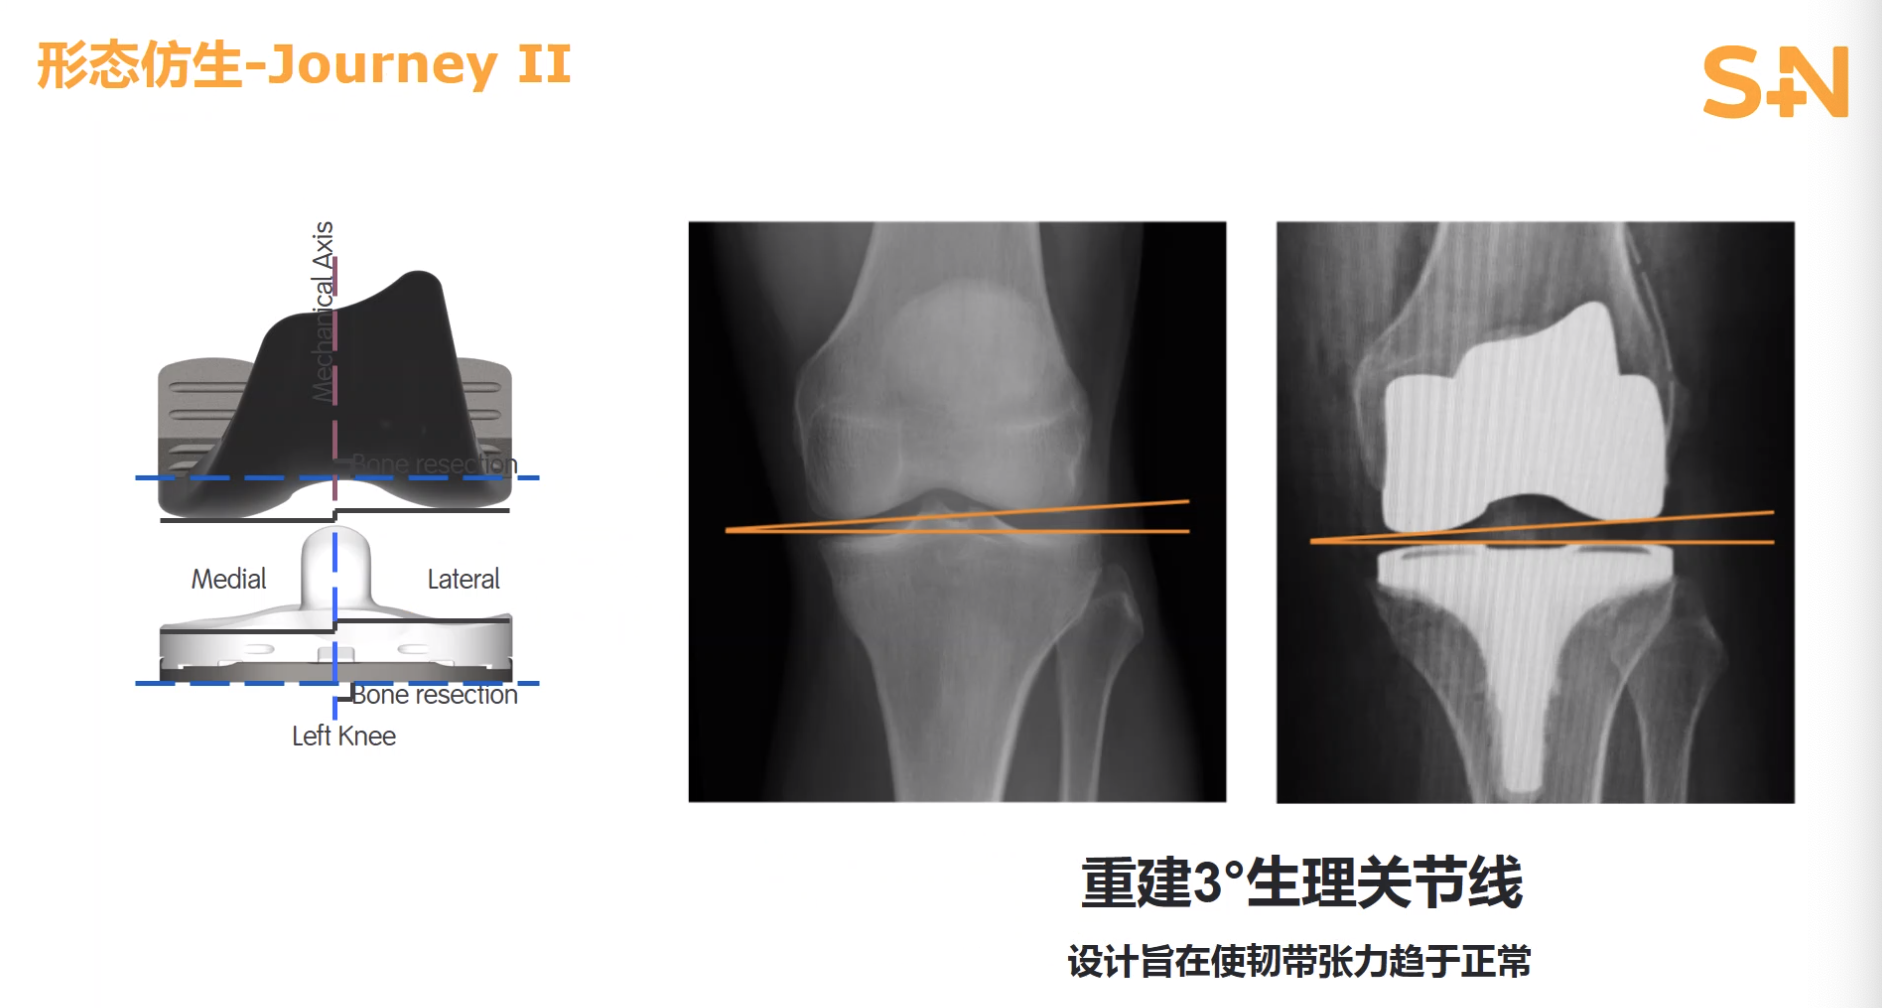 形态仿生-Journey II
S+N
Mechanical Axis
Bone resection
Medial
Lateral
Bone resection
Left Knee
重建3°生理关节线
设计旨在使韧带张力趋于正常